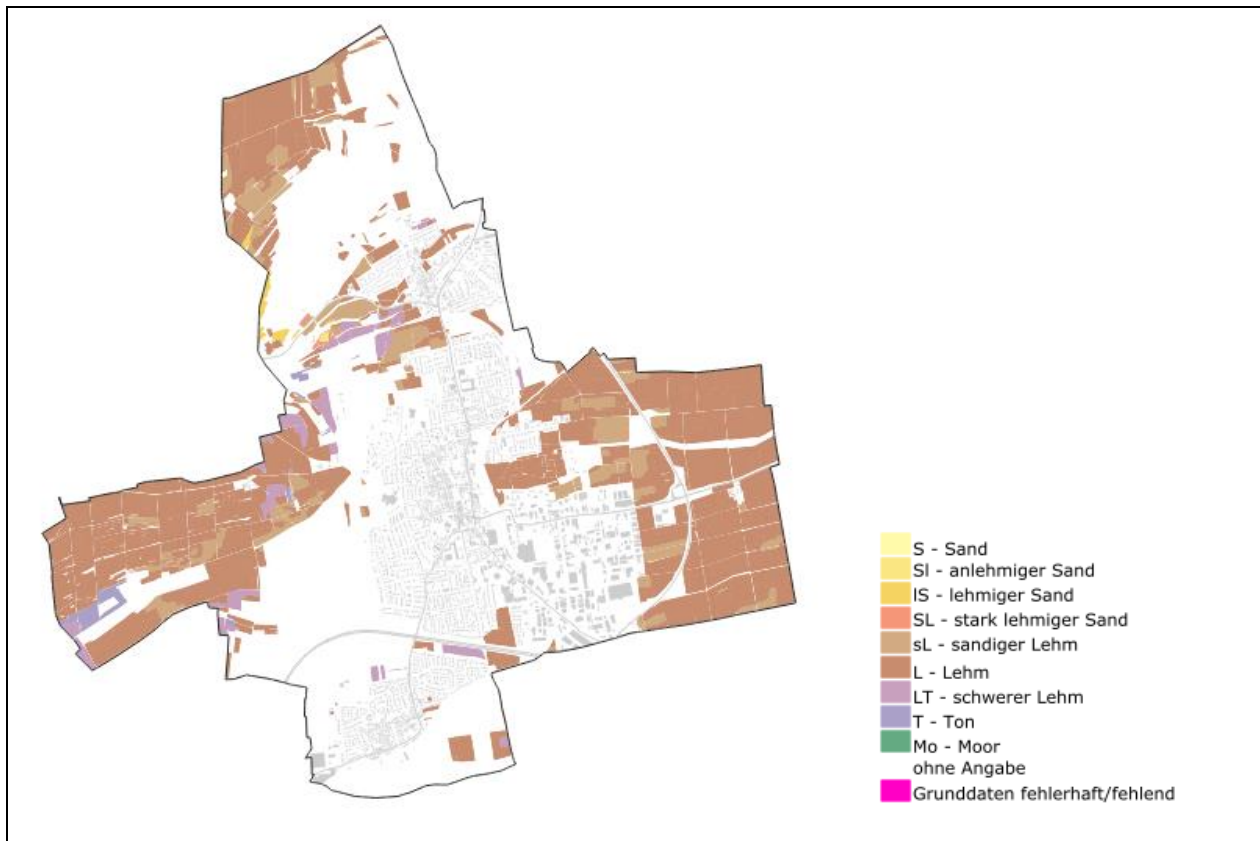 S - Sand
Sl - anlehmiger Sand
lS - lehmiger Sand
SL - stark lehmiger Sand
sL - sandiger Lehm
L - Lehm
LT - schwerer Lehm
T - Ton
Mo - Moor
ohne Angabe
Grunddaten fehlerhaft/fehlend